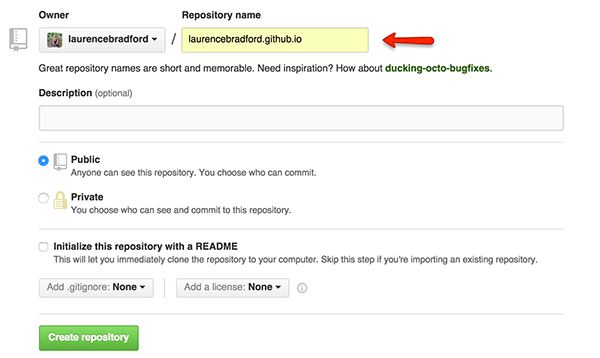 Owner Repository name
laurencebradford / laurencebradford.github.io
Great repository names are short and memorable. Need inspiration? How about ducking-octo-bugfixes.
Description (optional)
Public
Anyone can see this repository. You choose who can commit.
Private
You choose who can see and commit to this repository.
Initialize this repository with a README
This will let you immediately clone the repository to your computer. Skip this step if you're importing an existing repository.
Add .gitignore: None Add a license: None
Create repository